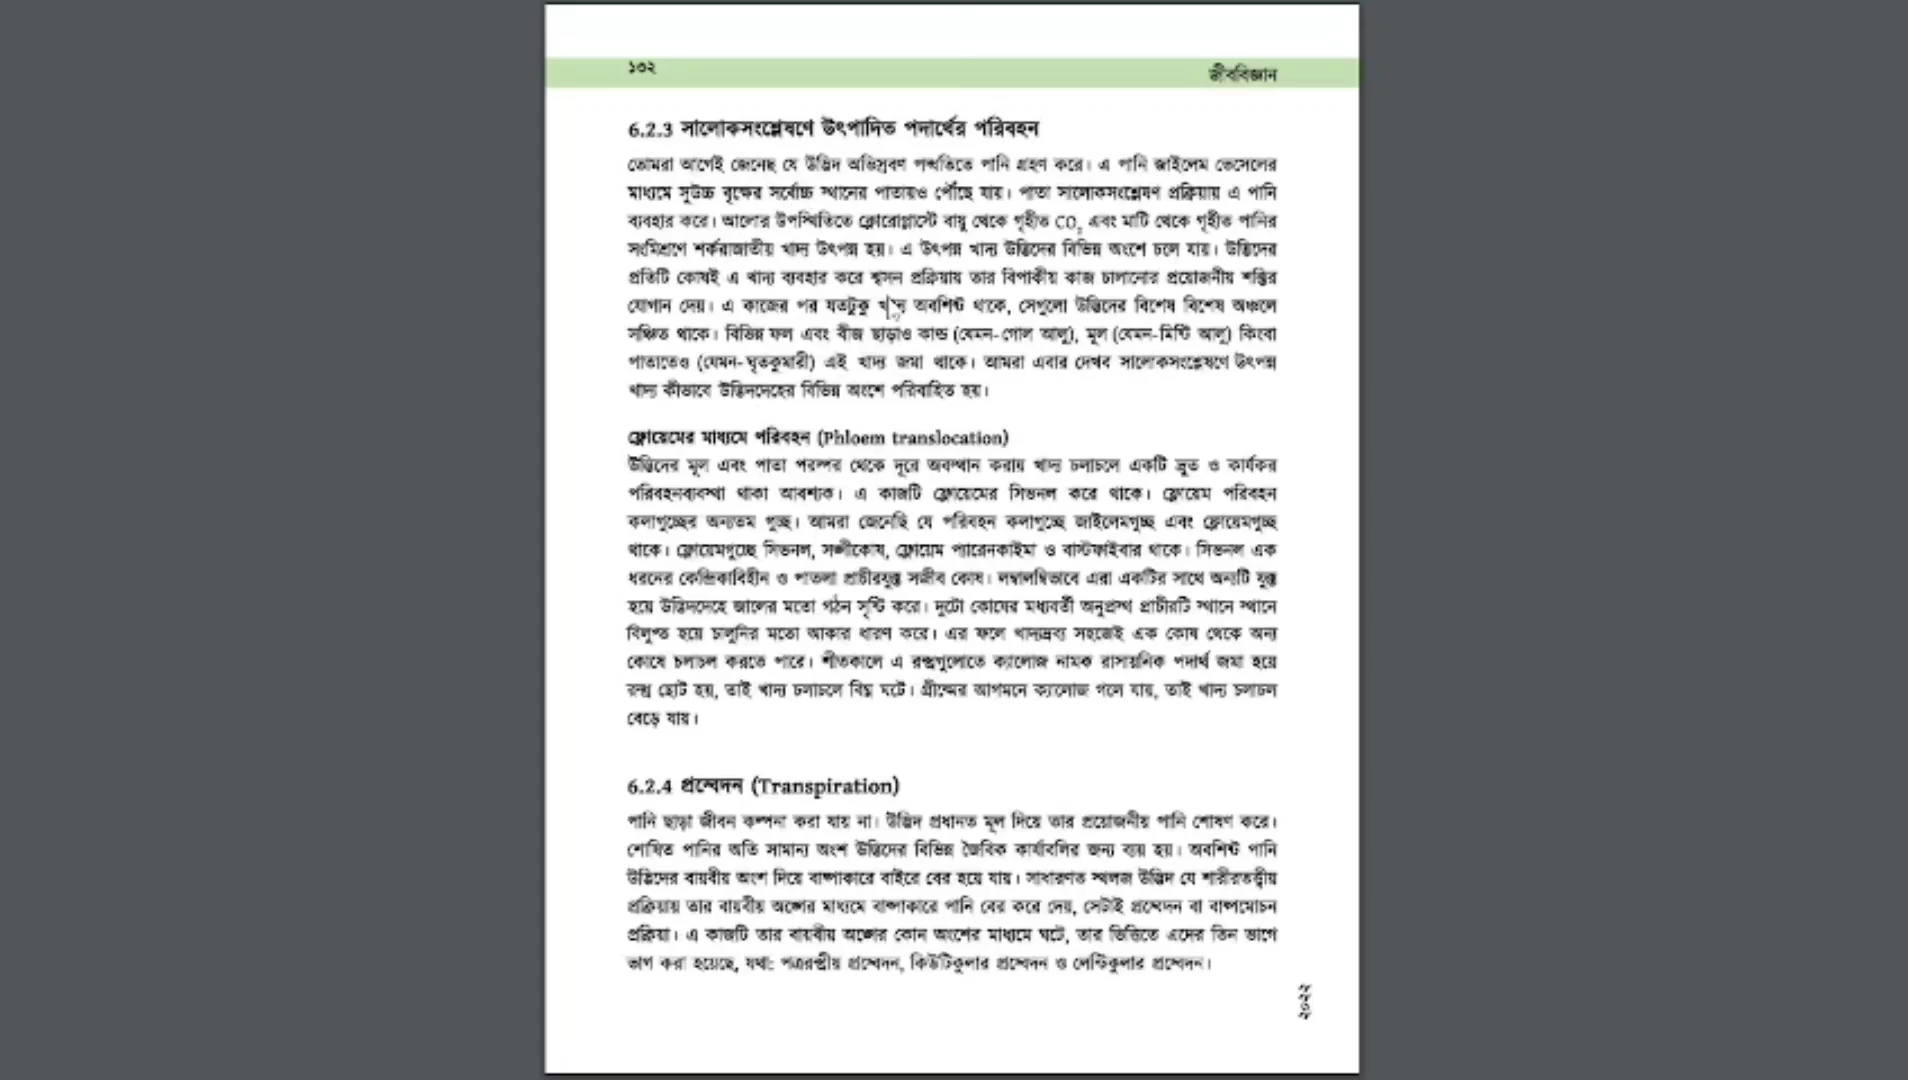 ১৩২
জীববিজ্ঞান
6.2.3 সালোকসংশ্লেষণে উৎপাদিত পদার্থের পরিবহন
তোমরা আগেই জেনেছ যে উদ্ভিদ অভিস্রবণ পদ্ধতিতে পানি গ্রহণ করে। এ পানি জাইলেম ভেসেলের
মাধ্যমে সুউচ্চ বৃক্ষের সর্বোচ্চ স্থানের পাতায়ও পৌঁছে যায়। পাতা সালোকসংশ্লেষণ প্রক্রিয়ায় এ পানি
ব্যবহার করে। আলোর উপস্থিতিতে ক্লোরোপ্লাস্টে বায়ু থেকে গৃহীত CO₂ এবং মাটি থেকে গৃহীত পানির
সংমিশ্রণে শর্করাজাতীয় খাদ্য উৎপন্ন হয়। এ উৎপন্ন খাদ্য উদ্ভিদের বিভিন্ন অংশে চলে যায়। উদ্ভিদের
প্রতিটি কোষই এ খাদ্য ব্যবহার করে শ্বসন প্রক্রিয়ায় তার বিপাকীয় কাজ চালানোর প্রয়োজনীয় শক্তির
যোগান দেয়। এ কাজের পর যতটুকু খাদ্য অবশিষ্ট থাকে, সেগুলো উদ্ভিদের বিশেষ বিশেষ অঞ্চলে
সঞ্চিত থাকে। বিভিন্ন ফল এবং বীজ ছাড়াও কান্ড (যেমন-গোল আলু), মূল (যেমন-মিষ্টি আলু) কিংবা
পাতাতেও (যেমন-ঘৃতকুমারী) এই খাদ্য জমা থাকে। আমরা এবার দেখব সালোকসংশ্লেষণে উৎপন্ন
খাদ্য কীভাবে উদ্ভিদদেহের বিভিন্ন অংশে পরিবাহিত হয়।
ফ্লোয়েমের মাধ্যমে পরিবহন (Phloem translocation)
উদ্ভিদের মূল এবং পাতা পরস্পর থেকে দূরে অবস্থান করায় খাদ্য চলাচলে একটি দ্রুত ও কার্যকর
পরিবহনব্যবস্থা থাকা আবশ্যক। এ কাজটি ফ্লোয়েমের সিভনল করে থাকে। ফ্লোয়েম পরিবহন
কলাগুচ্ছের অন্যতম গুচ্ছ। আমরা জেনেছি যে পরিবহন কলাগুচ্ছে জাইলেমগুচ্ছ এবং ফ্লোয়েমগুচ্ছ
থাকে। ফ্লোয়েমগুচ্ছে সিভনল, সঙ্গীকোষ, ফ্লোয়েম প্যারেনকাইমা ও বাস্টফাইবার থাকে। সিভনল এক
ধরনের কেন্দ্রিকাবিহীন ও পাতলা প্রাচীরযুক্ত সজীব কোষ। লম্বালম্বিভাবে এরা একটির সাথে অন্যটি যুক্ত
হয়ে উদ্ভিদদেহে জালের মতো গঠন সৃষ্টি করে। দুটো কোষের মধ্যবর্তী অনুপ্রস্থ প্রাচীরটি স্থানে স্থানে
বিলুপ্ত হয়ে চালুনির মতো আকার ধারণ করে। এর ফলে খাদ্যদ্রব্য সহজেই এক কোষ থেকে অন্য
কোষে চলাচল করতে পারে। শীতকালে এ রন্ধ্রগুলোতে ক্যালোজ নামক রাসায়নিক পদার্থ জমা হয়ে
রন্ধ্র ছোট হয়, তাই খাদ্য চলাচলে বিঘ্ন ঘটে। গ্রীষ্মের আগমনে ক্যালোজ গলে যায়, তাই খাদ্য চলাচল
বেড়ে যায়।
6.2.4 প্রস্বেদন (Transpiration)
পানি ছাড়া জীবন কল্পনা করা যায় না। উদ্ভিদ প্রধানত মূল দিয়ে তার প্রয়োজনীয় পানি শোষণ করে।
শোষিত পানির অতি সামান্য অংশ উদ্ভিদের বিভিন্ন জৈবিক কার্যাবলির জন্য ব্যয় হয়। অবশিষ্ট পানি
উদ্ভিদের বায়বীয় অংশ দিয়ে বাষ্পাকারে বাইরে বের হয়ে যায়। সাধারণত স্থলজ উদ্ভিদ যে শারীরতত্ত্বীয়
প্রক্রিয়ায় তার বায়বীয় অঙ্গের মাধ্যমে বাষ্পাকারে পানি বের করে দেয়, সেটাই প্রস্বেদন বা বাষ্পমোচন
প্রক্রিয়া। এ কাজটি তার বায়বীয় অঙ্গের কোন অংশের মাধ্যমে ঘটে, তার ভিত্তিতে এদের তিন ভাগে
ভাগ করা হয়েছে, যথা: পত্ররন্ধ্রীয় প্রস্বেদন, কিউটিকুলার প্রস্বেদন ও লেন্টিকুলার প্রস্বেদন।